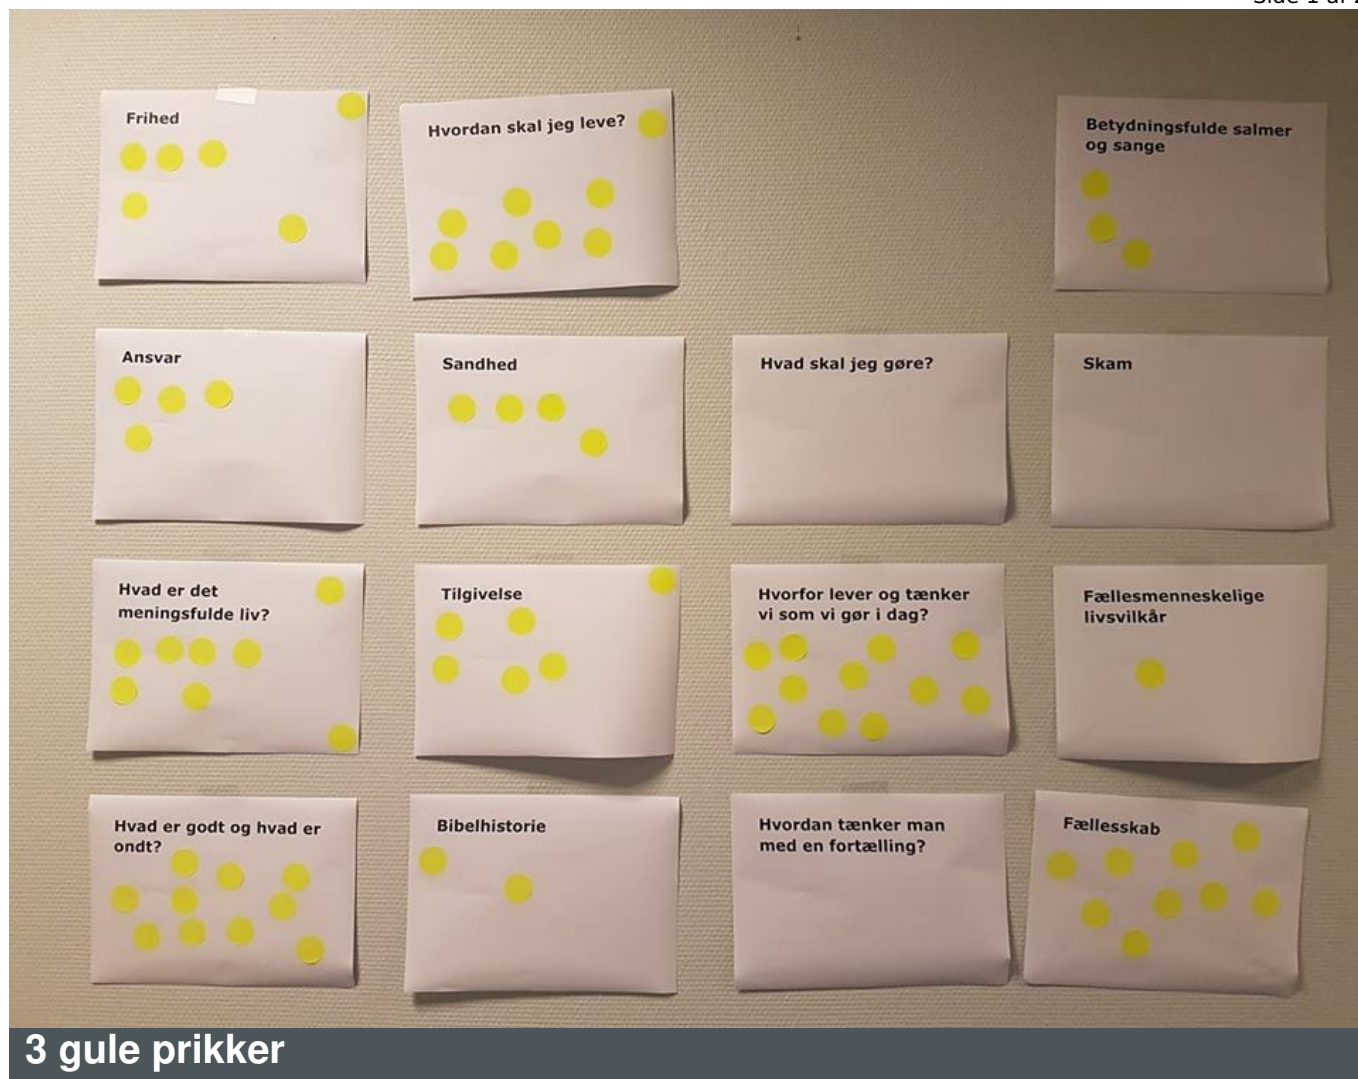 Frihed
Hvordan skal jeg leve?
Betydningsfulde salmer
og sange
Ansvar
Sandhed
Hvad skal jeg gøre?
Skam
Hvad er det
meningsfulde liv?
Tilgivelse
Hvorfor lever og tænker
vi som vi gør i dag?
Fællesmenneskelige
livsvilkår
Hvad er godt og hvad er
ondt?
Bibelhistorie
Hvordan tænker man
med en fortælling?
Fællesskab
3 gule prikker